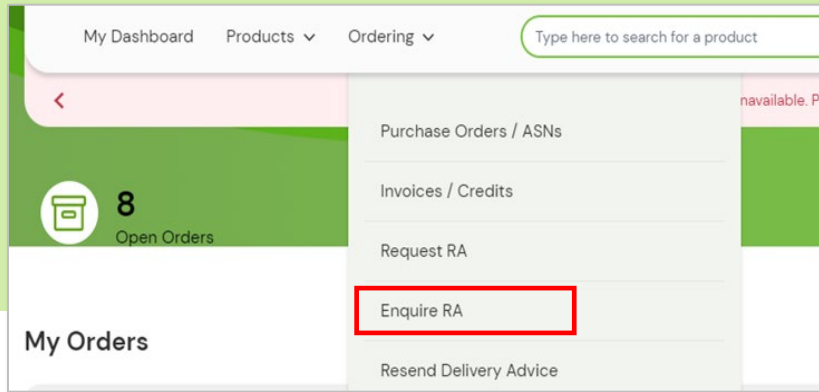 My Dashboard Products Ordering Type here to search for a product
navailable. P
Purchase Orders / ASNs
Invoices / Credits
8
Open Orders
Request RA
Enquire RA
My Orders
Resend Delivery Advice